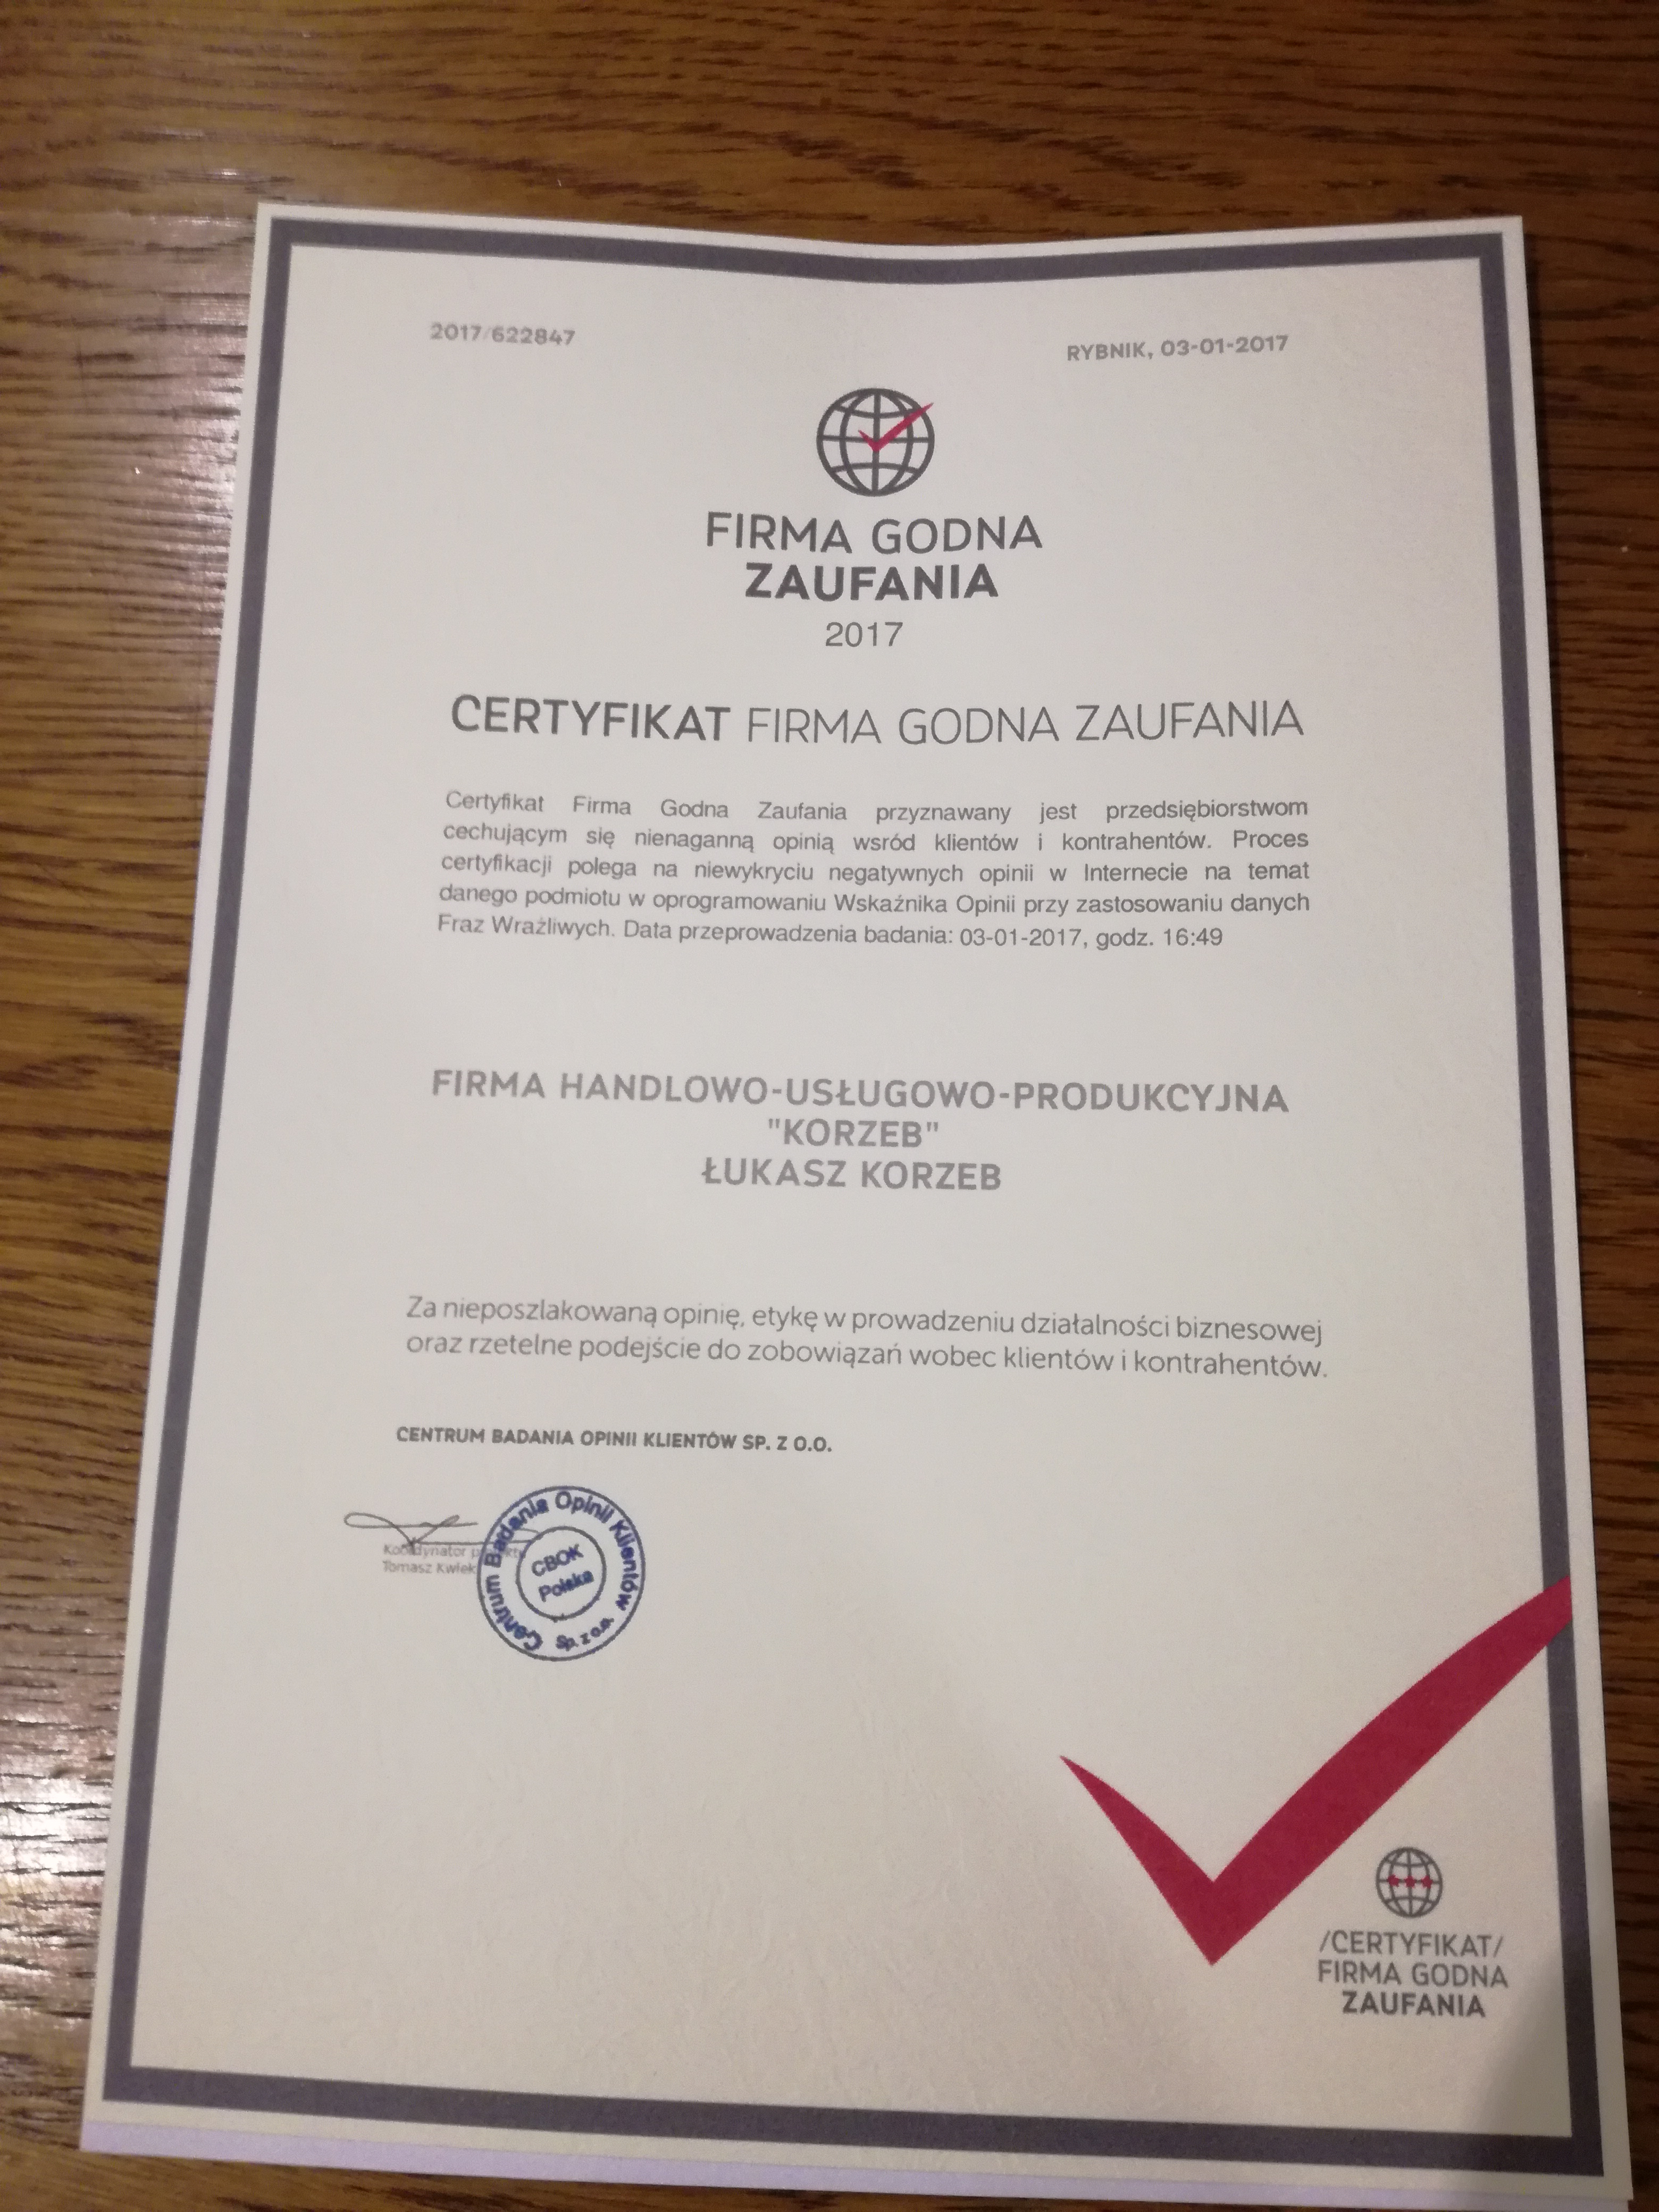 2017/622847
RYBNIK, 03-01-2017
FIRMA GODNA
ZAUFANIA
2017
CERTYFIKAT FIRMA GODNA ZAUFANIA
Certyfikat Firma Godna Zaufania przyznawany jest przedsiębiorstwom
cechującym się nienaganną opinią wsród klientów i kontrahentów. Proces
certyfikacji polega na niewykryciu negatywnych opinii w Internecie na temat
danego podmiotu w oprogramowaniu Wskaźnika Opinii przy zastosowaniu danych
Fraz Wrażliwych. Data przeprowadzenia badania: 03-01-2017, godz. 16:49
FIRMA HANDLOWO-USŁUGOWO-PRODUKCYJNA
"KORZEB"
ŁUKASZ KORZEB
Za nieposzlakowaną opinię, etykę w prowadzeniu działalności biznesowej
oraz rzetelne podejście do zobowiązań wobec klientów i kontrahentów.
CENTRUM BADANIA OPINII KLIENTÓW SP. Z O.O.
Koordynator projektu
Tomasz Kwiek
Centrum Badania Opinii Klientów
Sp. z o.o.
CBOK
Polska
/CERTYFIKAT/
FIRMA GODNA
ZAUFANIA